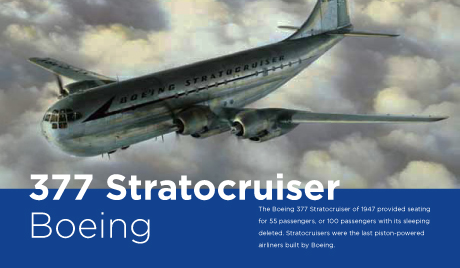 BOEING STRATOCRUISER
377 Stratocruiser
Boeing
The Boeing 377 Stratocruiser of 1947 provided seating
for 55 passengers, or 100 passengers with its sleeping
deleted. Stratocruisers were the last piston-powered
airliners built by Boeing.